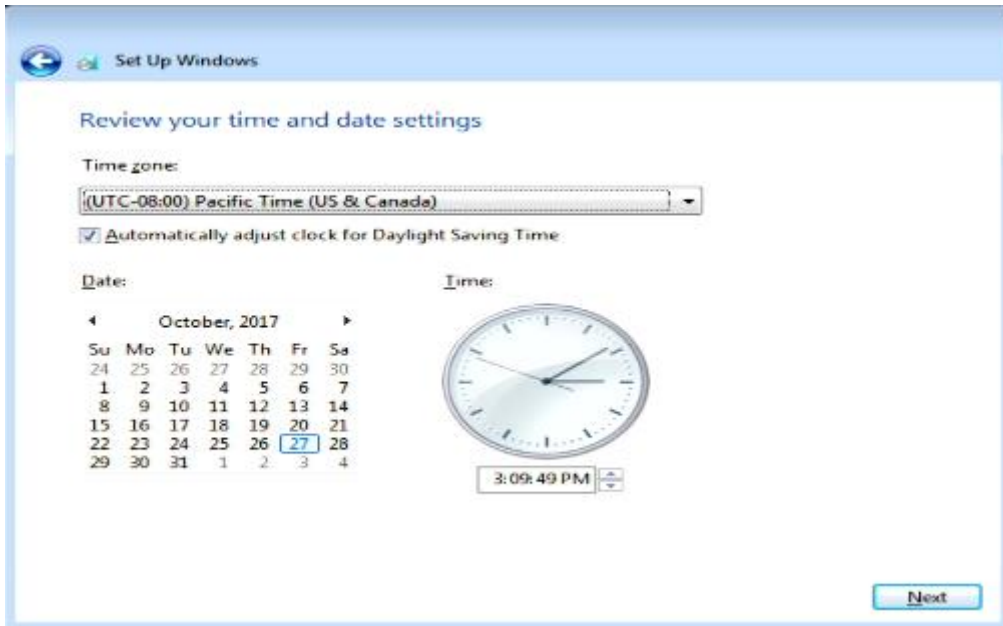 Set Up Windows
Review your time and date settings
Time zone:
(UTC-08:00) Pacific Time (US & Canada)
Automatically adjust clock for Daylight Saving Time
Date:
October, 2017
Su Mo Tu We Th Fr Sa
24 25 26 27 28 29 30
1 2 3 4 5 6 7
8 9 10 11 12 13 14
15 16 17 18 19 20 21
22 23 24 25 26 27 28
29 30 31 1 2 3 4
Time:
3:09:49 PM
Next